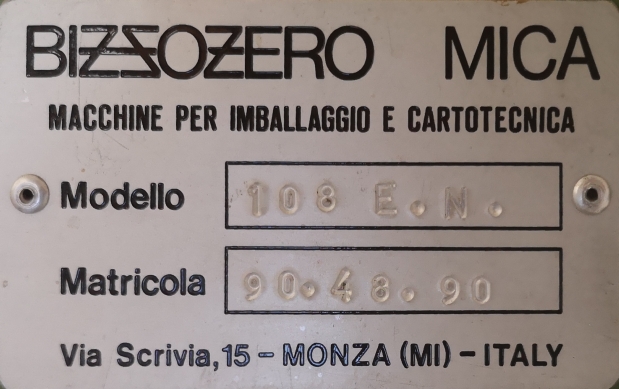 BIZZOZERO MICA
MACCHINE PER IMBALLAGGIO E CARTOTECNICA
Modello 108 E.N.
Matricola 90.48.90
Via Scrivia, 15 - MONZA (MI) - ITALY